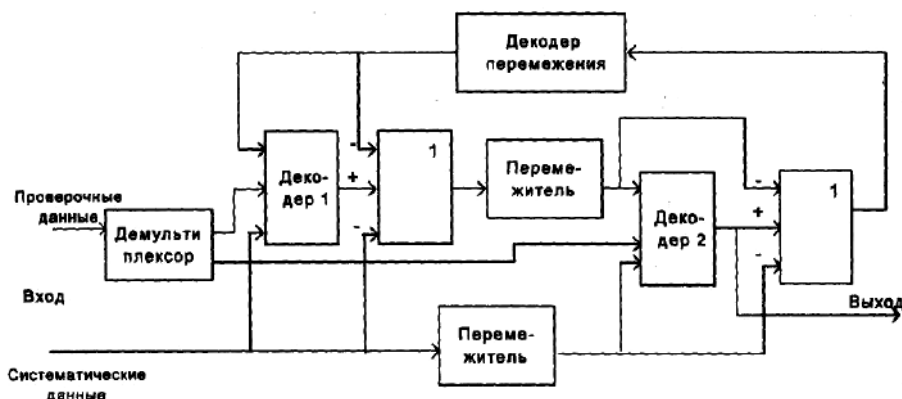 Декодер
перемежения
Деко-
дер 1
-
+
-
1
Переме-
житель
Деко-
дер 2
-
+
-
1
Проверочные
данные
Демульти
плексор
Вход
Выход
Переме-
житель
Систематические
данные